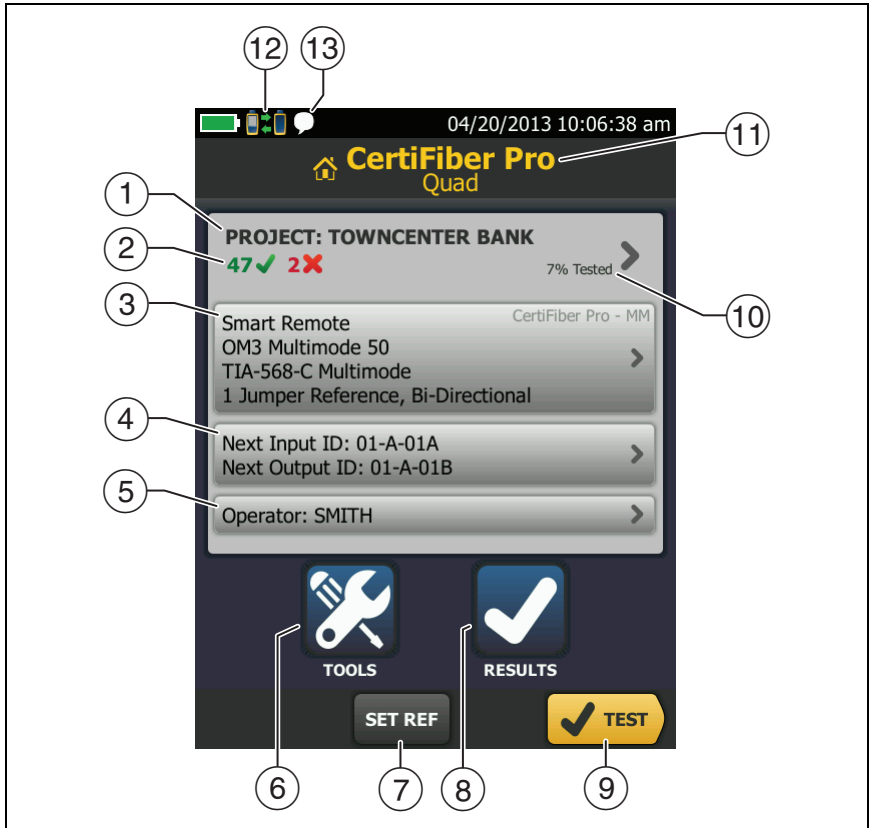 12 13
04/20/2013 10:06:38 am
11
CertiFiber Pro
Quad
1
PROJECT: TOWNCENTER BANK
2
47 2
7% Tested
10
3
Smart Remote
CertiFiber Pro - MM
OM3 Multimode 50
TIA-568-C Multimode
1 Jumper Reference, Bi-Directional
4
Next Input ID: 01-A-01A
Next Output ID: 01-A-01B
5
Operator: SMITH
TOOLS RESULTS
SET REF TEST
6 7 8 9